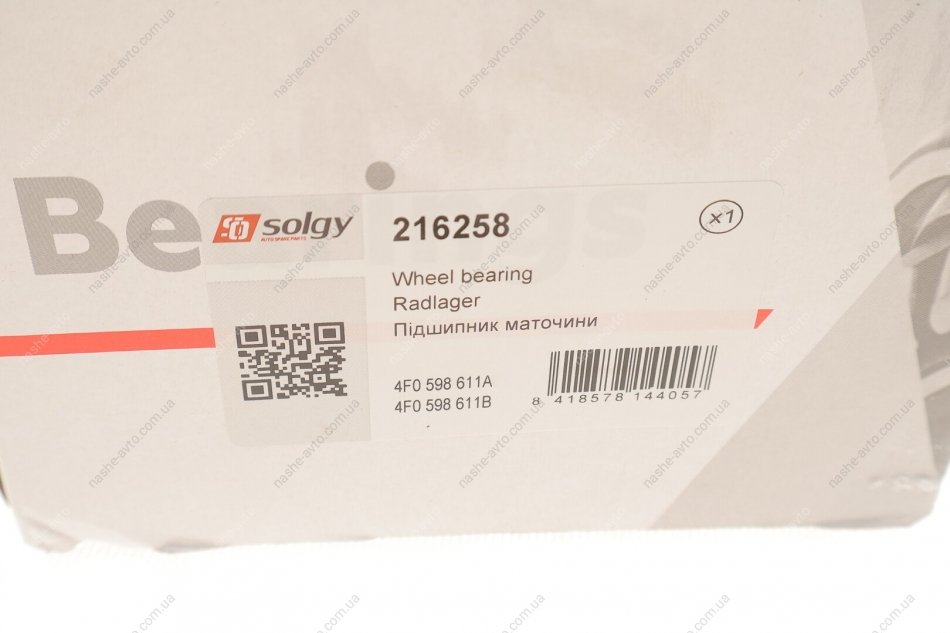 Bearings
solgy
AUTO SPARE PARTS
216258
x1
Wheel bearing
Radlager
Підшипник маточини
4F0 598 611A
4F0 598 611B
8 418578 144057
nashe-avto.com.ua